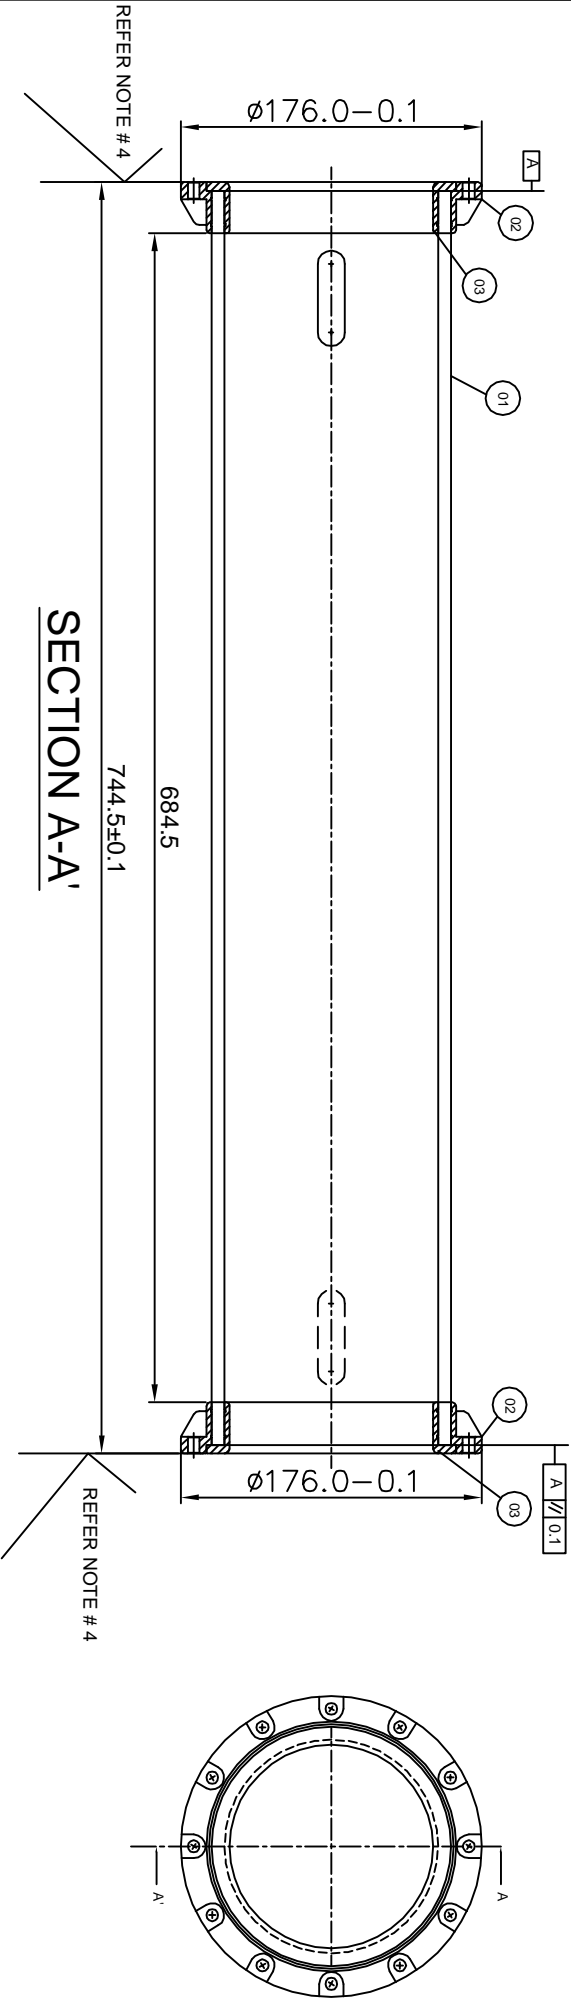 REFER NOTE # 4
ø176.0-0.1
A
02
03
01
684.5
744.5±0.1
SECTION A-A'
02
03
A // 0.1
ø176.0-0.1
REFER NOTE # 4
A
A'